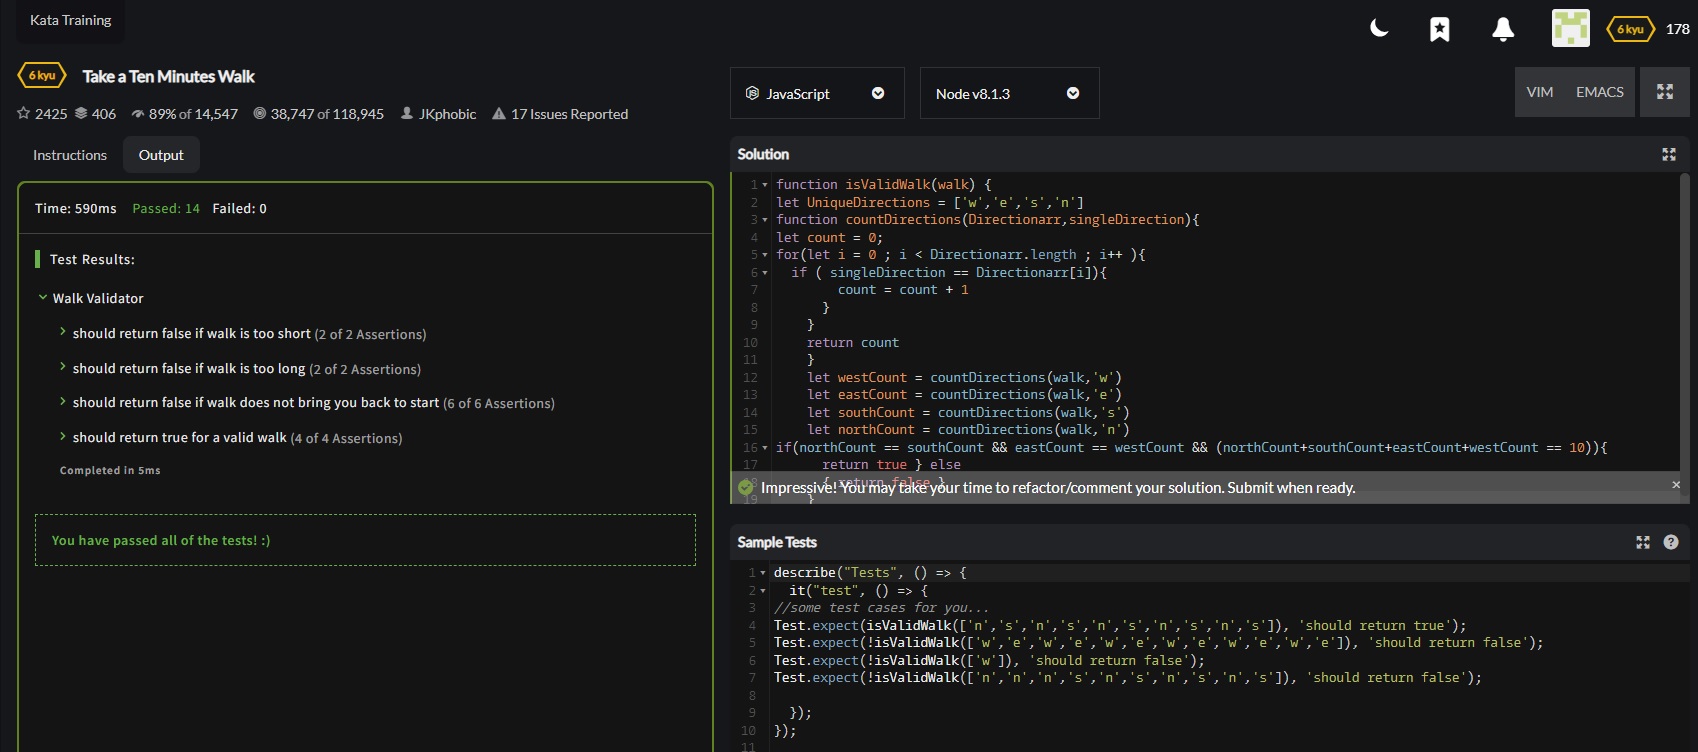 Kata Training
6 kyu 178
6 kyu Take a Ten Minutes Walk
2425 406 89% of 14,547 38,747 of 118,945 JKphobic 17 Issues Reported
Instructions Output
Time: 590ms Passed: 14 Failed: 0
Test Results:
Walk Validator
should return false if walk is too short (2 of 2 Assertions)
should return false if walk is too long (2 of 2 Assertions)
should return false if walk does not bring you back to start (6 of 6 Assertions)
should return true for a valid walk (4 of 4 Assertions)
Completed in 5ms
You have passed all of the tests! :)
JS JavaScript Node v8.1.3 VIM EMACS
Solution
1 function isValidWalk(walk) {
2 let UniqueDirections = ['w','e','s','n']
3 function countDirections(Directionarr,singleDirection){
4 let count = 0;
5 for(let i = 0 ; i < Directionarr.length ; i++ ){
6 if ( singleDirection == Directionarr[i]){
7 count = count + 1
8 }
9 }
10 return count
11 }
12 let westCount = countDirections(walk,'w')
13 let eastCount = countDirections(walk,'e')
14 let southCount = countDirections(walk,'s')
15 let northCount = countDirections(walk,'n')
16 if(northCount == southCount && eastCount == westCount && (northCount+southCount+eastCount+westCount == 10)){
17 return true } else
18 { return false }
Impressive! You may take your time to refactor/comment your solution. Submit when ready. ×
19 }
Sample Tests ?
1 describe("Tests", () => {
2 it("test", () => {
3 //some test cases for you...
4 Test.expect(isValidWalk(['n','s','n','s','n','s','n','s','n','s']), 'should return true');
5 Test.expect(!isValidWalk(['w','e','w','e','w','e','w','e','w','e','w','e']), 'should return false');
6 Test.expect(!isValidWalk(['w']), 'should return false');
7 Test.expect(!isValidWalk(['n','n','n','s','n','s','n','s','n','s']), 'should return false');
8
9 });
10 });
11